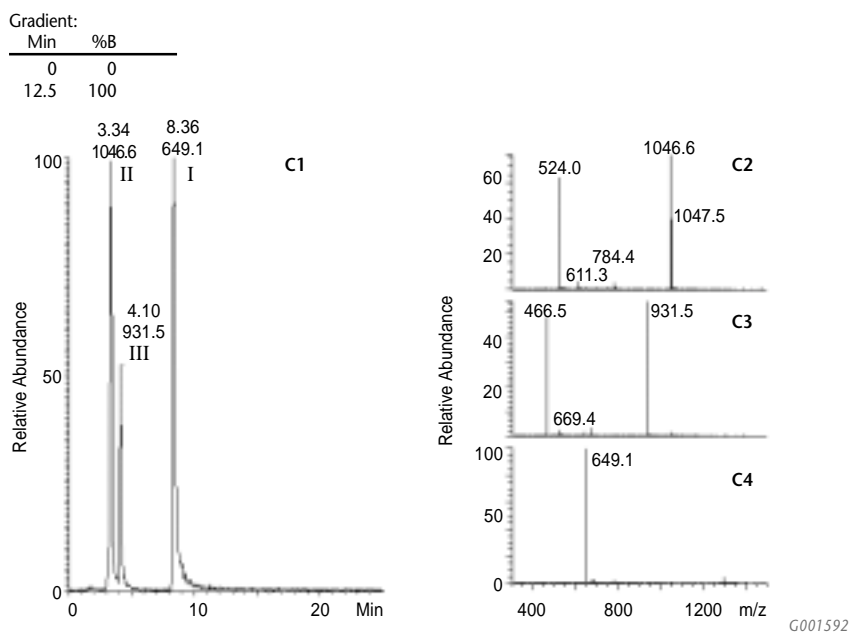 Gradient:
Min %B
0 0
12.5 100
3.34
1046.6
II
8.36
649.1
I
C1
4.10
931.5
III
100
50
0
Relative Abundance
0 10 20 Min
C2
1046.6
524.0
1047.5
784.4
611.3
60
40
20
C3
466.5
931.5
669.4
40
20
Relative Abundance
C4
649.1
100
50
0
400 800 1200 m/z
G001592